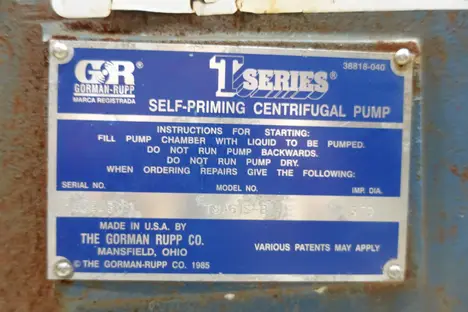 38818-040
GR®
GORMAN-RUPP
MARCA REGISTRADA
T SERIES®
SELF-PRIMING CENTRIFUGAL PUMP
INSTRUCTIONS FOR STARTING:
FILL PUMP CHAMBER WITH LIQUID TO BE PUMPED.
DO NOT RUN PUMP BACKWARDS.
DO NOT RUN PUMP DRY.
WHEN ORDERING REPAIRS GIVE THE FOLLOWING:
SERIAL NO. MODEL NO. IMP. DIA.
MADE IN U.S.A. BY
THE GORMAN RUPP CO.
MANSFIELD, OHIO
VARIOUS PATENTS MAY APPLY
© THE GORMAN-RUPP CO. 1985